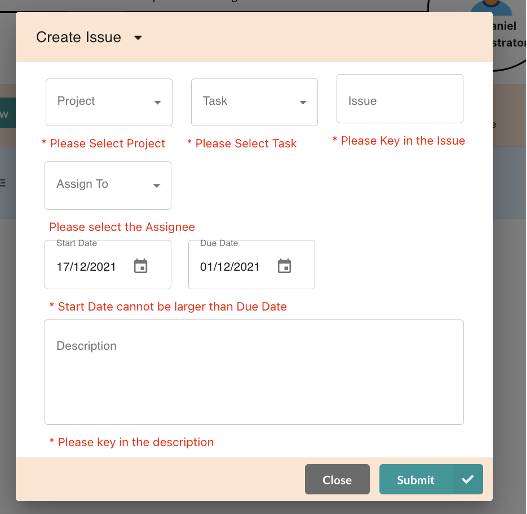 Create Issue
Project
Task
Issue
* Please Select Project
* Please Select Task
* Please Key in the Issue
Assign To
Please select the Assignee
Start Date
Due Date
17/12/2021
01/12/2021
* Start Date cannot be larger than Due Date
Description
* Please key in the description
Close
Submit